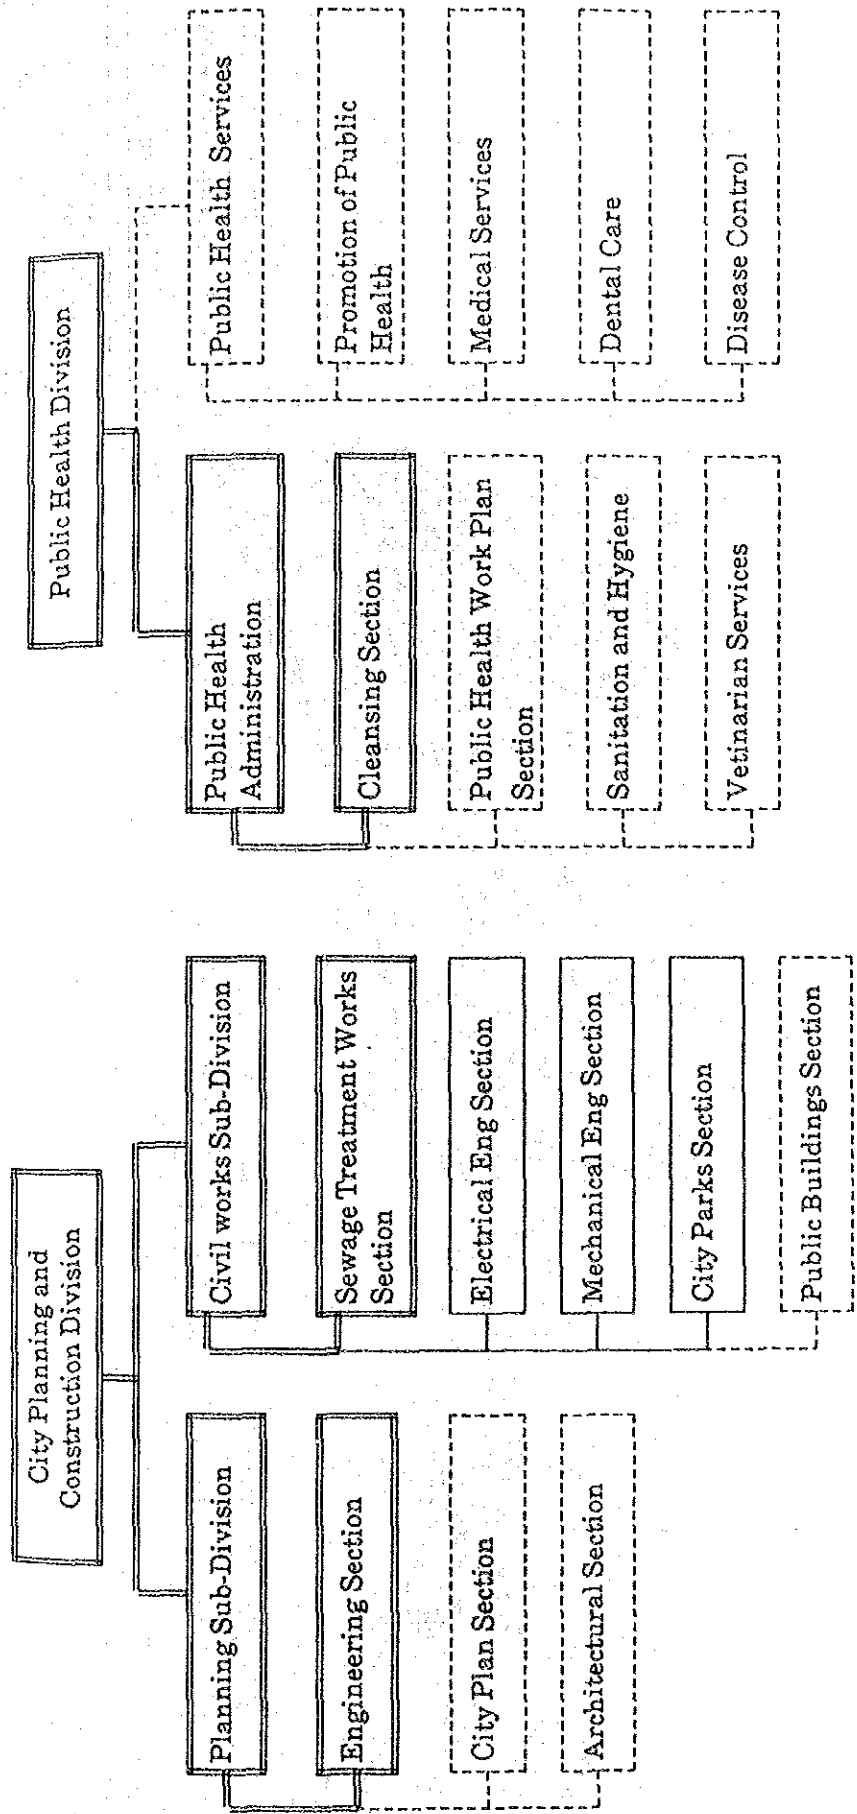 City Planning and
Construction Division
Planning Sub-Division
Engineering Section
City Plan Section
Architectural Section
Civil works Sub-Division
Sewage Treatment Works
Section
Electrical Eng Section
Mechanical Eng Section
City Parks Section
Public Buildings Section
Public Health Division
Public Health
Administration
Cleansing Section
Public Health Work Plan
Section
Sanitation and Hygiene
Vetinarian Services
Public Health Services
Promotion of Public
Health
Medical Services
Dental Care
Disease Control